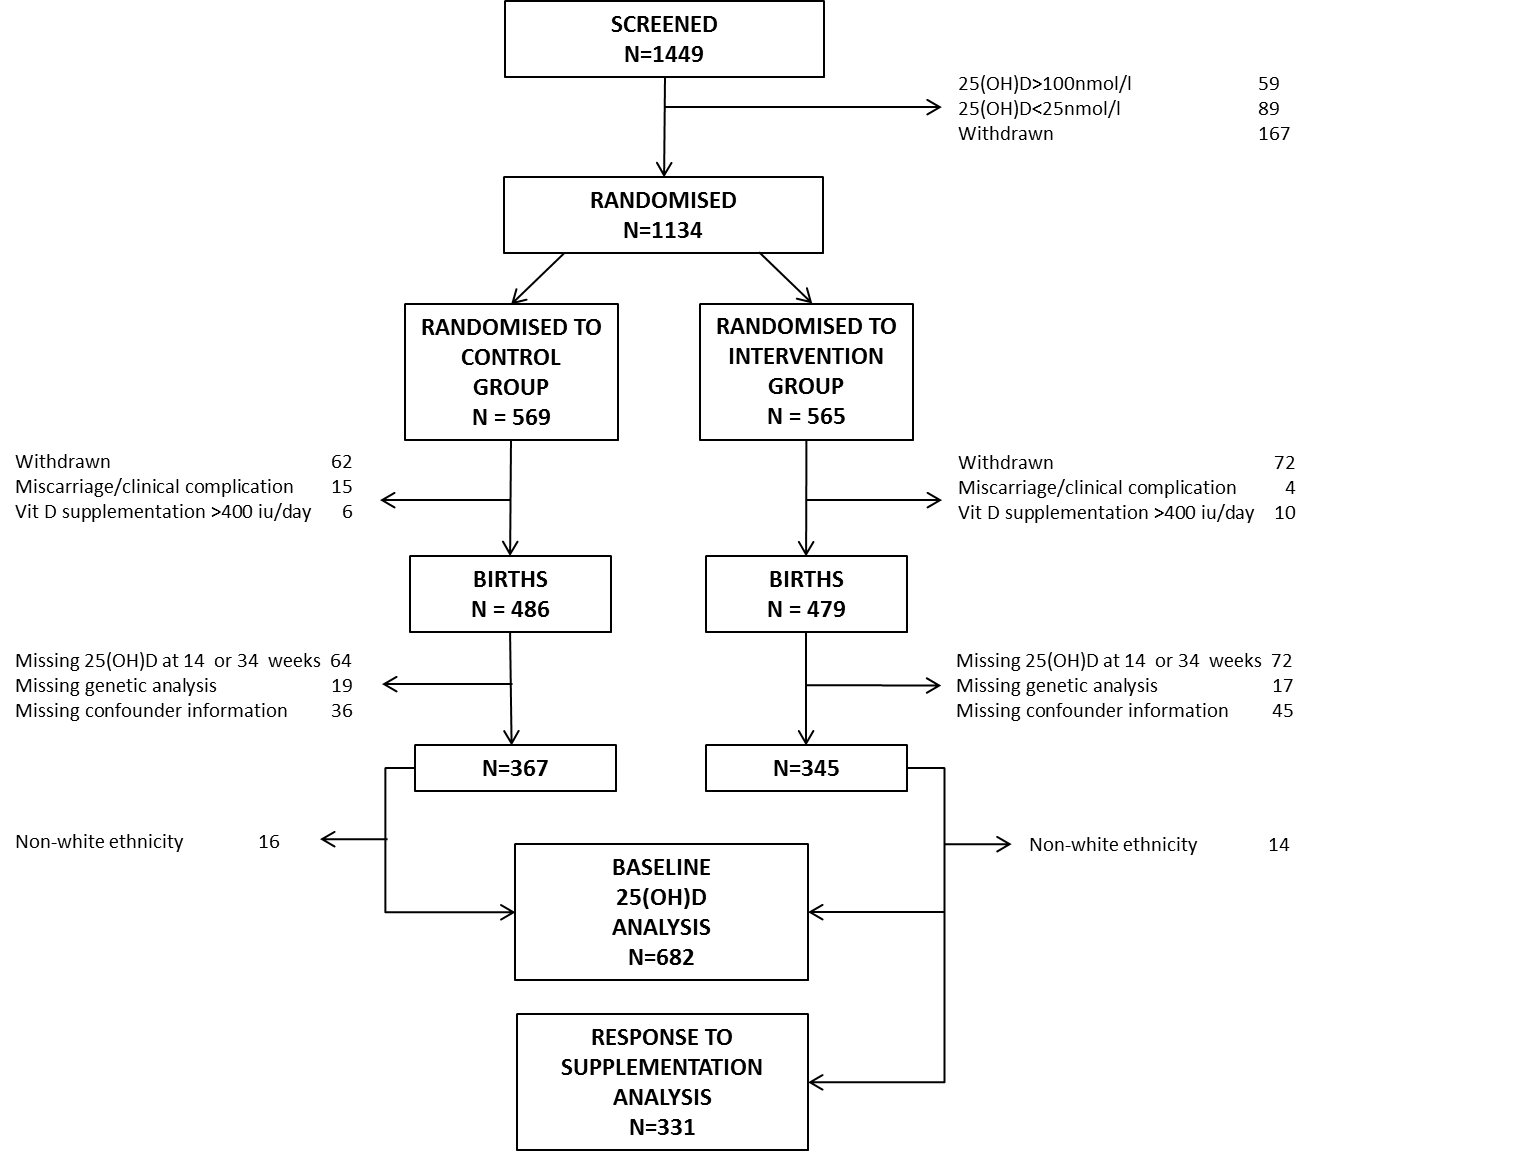 SCREENED
N=1449
25(OH)D>100nmol/l 59
25(OH)D<25nmol/l 89
Withdrawn 167
RANDOMISED
N=1134
RANDOMISED TO
CONTROL
GROUP
N = 569
RANDOMISED TO
INTERVENTION
GROUP
N = 565
Withdrawn 62
Miscarriage/clinical complication 15
Vit D supplementation >400 iu/day 6
Withdrawn 72
Miscarriage/clinical complication 4
Vit D supplementation >400 iu/day 10
BIRTHS
N = 486
BIRTHS
N = 479
Missing 25(OH)D at 14 or 34 weeks 64
Missing genetic analysis 19
Missing confounder information 36
Missing 25(OH)D at 14 or 34 weeks 72
Missing genetic analysis 17
Missing confounder information 45
N=367
N=345
Non-white ethnicity 16
Non-white ethnicity 14
BASELINE
25(OH)D
ANALYSIS
N=682
RESPONSE TO
SUPPLEMENTATION
ANALYSIS
N=331